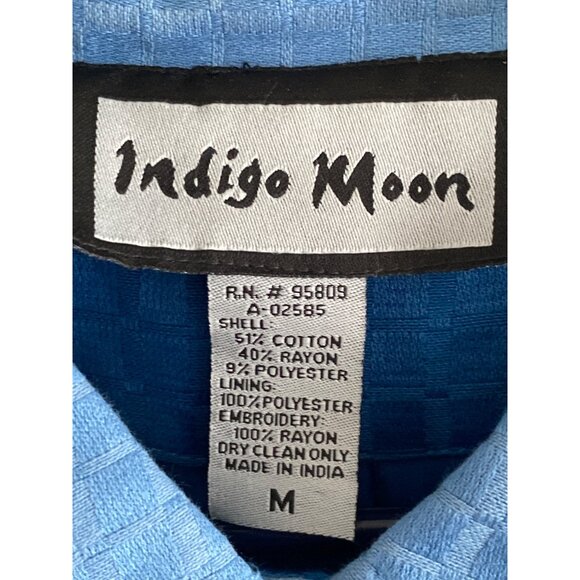 Indigo Moon
R.N. # 95809
A-02585
SHELL:
51% COTTON
40% RAYON
9% POLYESTER
LINING:
100%POLYESTER
EMBROIDERY:
100% RAYON
DRY CLEAN ONLY
MADE IN INDIA
M